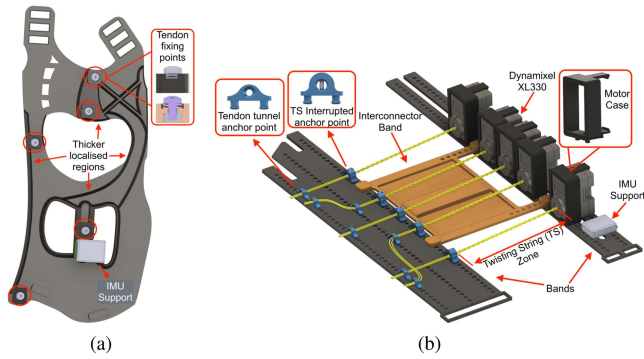 Tendon
fixing
points
Thicker
localised
regions
IMU
Support
(a)
Tendon tunnel
anchor point
TS Interrupted
anchor point
Interconnector
Band
Dynamixel
XL330
Motor
Case
IMU
Support
Twisting String (TS)
Zone
Bands
(b)